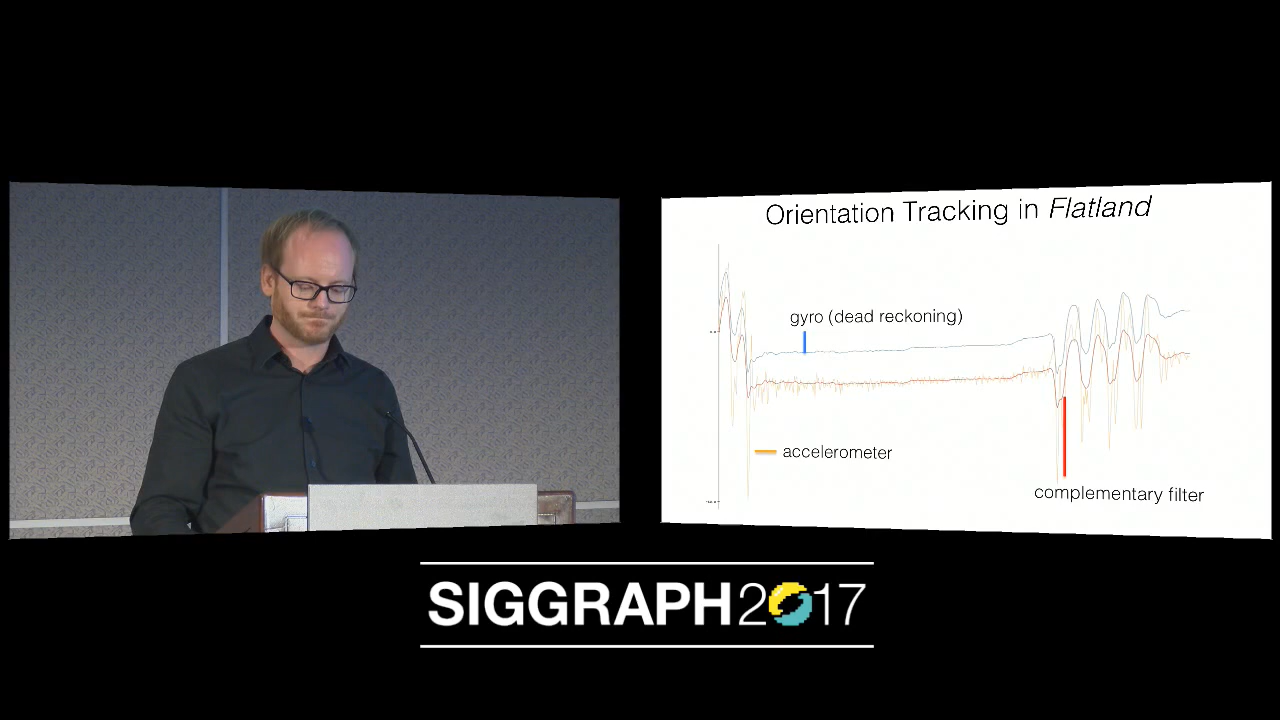 Orientation Tracking in Flatland
gyro (dead reckoning)
accelerometer
complementary filter
SIGGRAPH2017